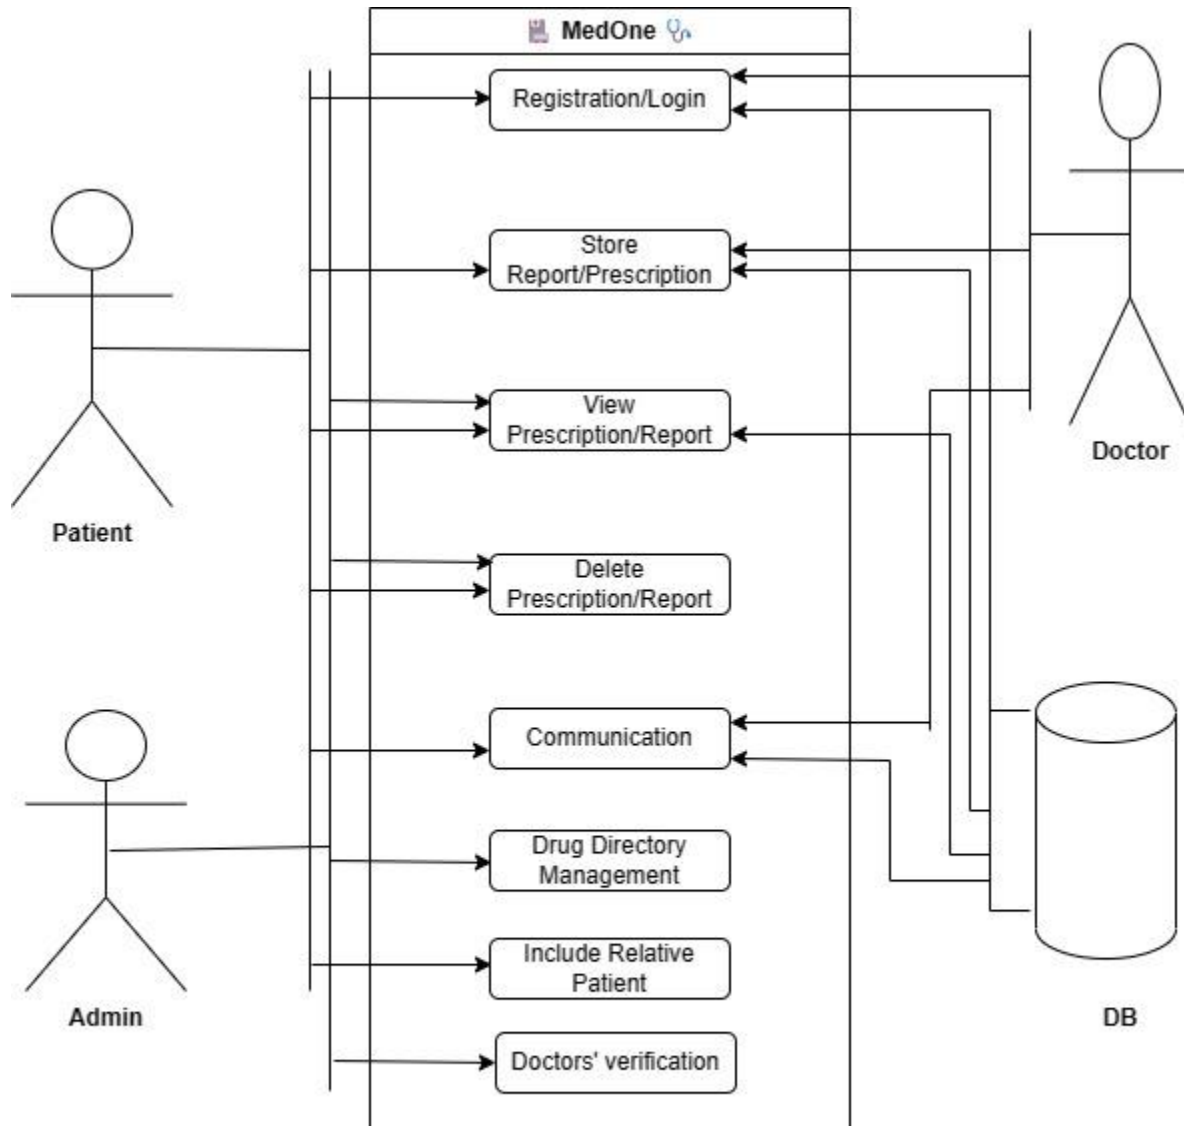 MedOne
Registration/Login
Store
Report/Prescription
View
Prescription/Report
Doctor
Patient
Delete
Prescription/Report
Communication
Drug Directory
Management
Include Relative
Patient
Admin
DB
Doctors' verification